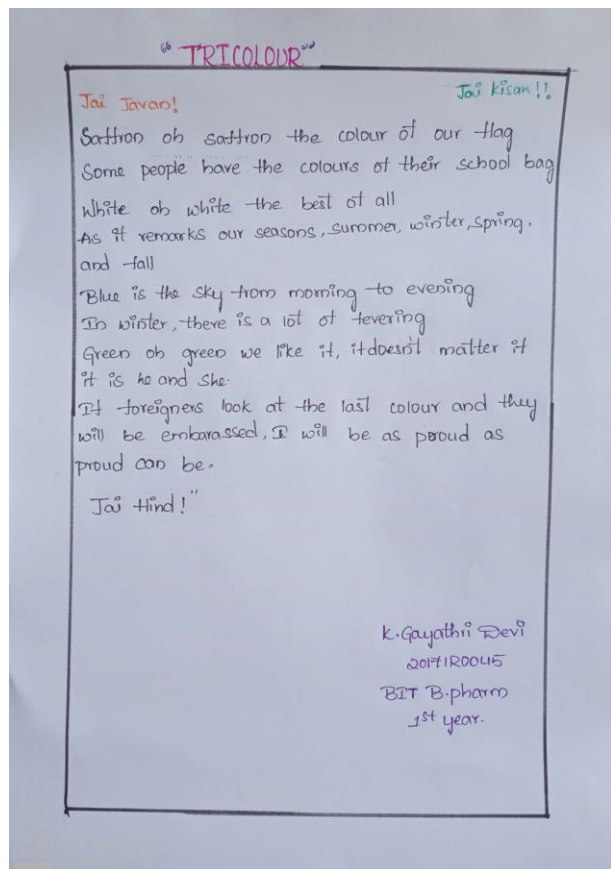 "TRICOLOUR"
Jai Javan! Jai Kisan!!
Saffron oh saffron the colour of our flag
Some people have the colours of their school bag
White oh white the best of all
As it remarks our seasons, summer, winter, spring.
and fall
Blue is the sky from morning to evening
In winter, there is a lot of fevering
Green oh green we like it, it doesn't matter if
it is he and she.
If foreigners look at the last colour and they
will be embarassed, I will be as proud as
proud can be.
Jai Hind!"
K. Gayathri Devi
20171R0045
BIT B.pharm
1st year.